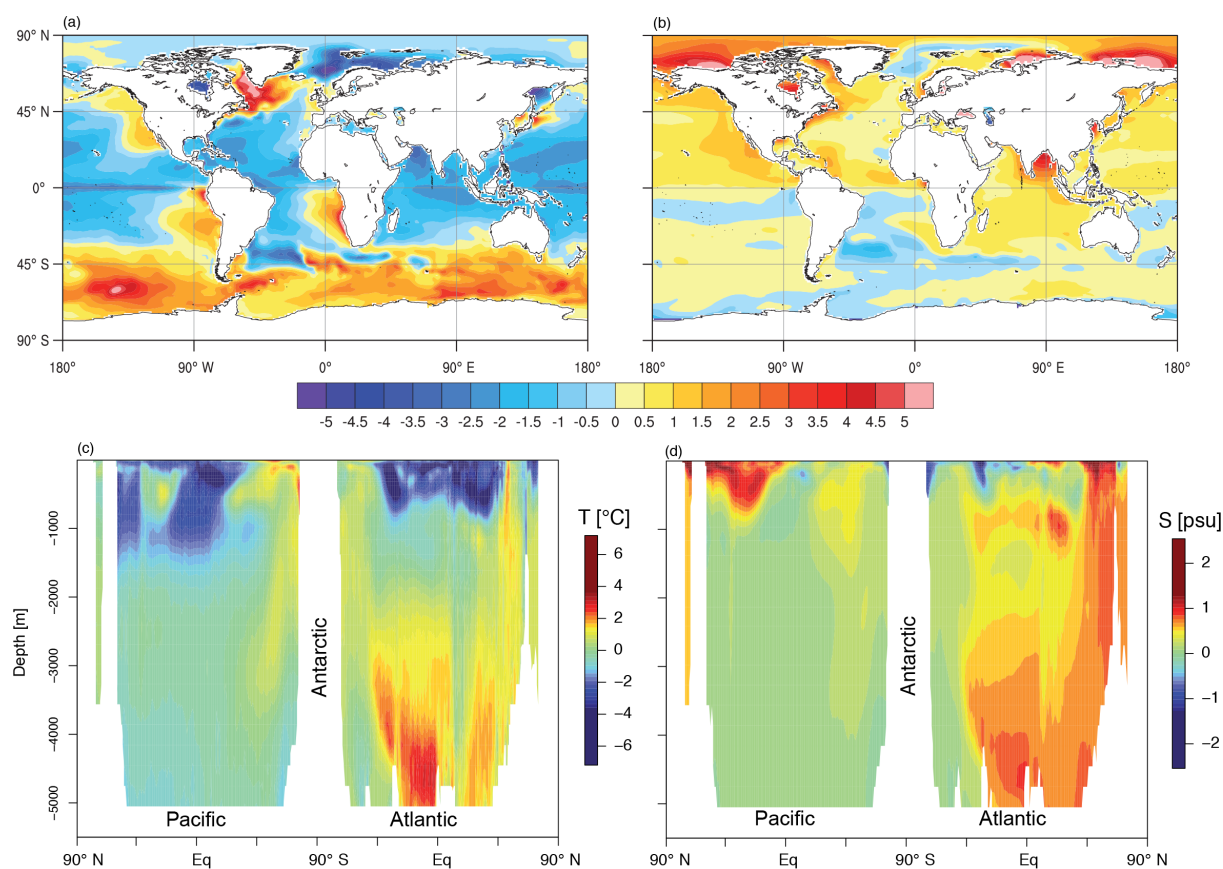 (a)
(b)
90° N
45° N
0°
45° S
90° S
180° 90° W 0° 90° E 180°
180° 90° W 0° 90° E 180°
-5 -4.5 -4 -3.5 -3 -2.5 -2 -1.5 -1 -0.5 0 0.5 1 1.5 2 2.5 3 3.5 4 4.5 5
(c)
(d)
Depth [m]
-1000
-2000
-3000
-4000
-5000
Antarctic
Pacific
Atlantic
90° N Eq 90° S Eq 90° N
T [°C]
6
4
2
0
−2
−4
−6
Antarctic
Pacific
Atlantic
90° N Eq 90° S Eq 90° N
S [psu]
2
1
0
−1
−2